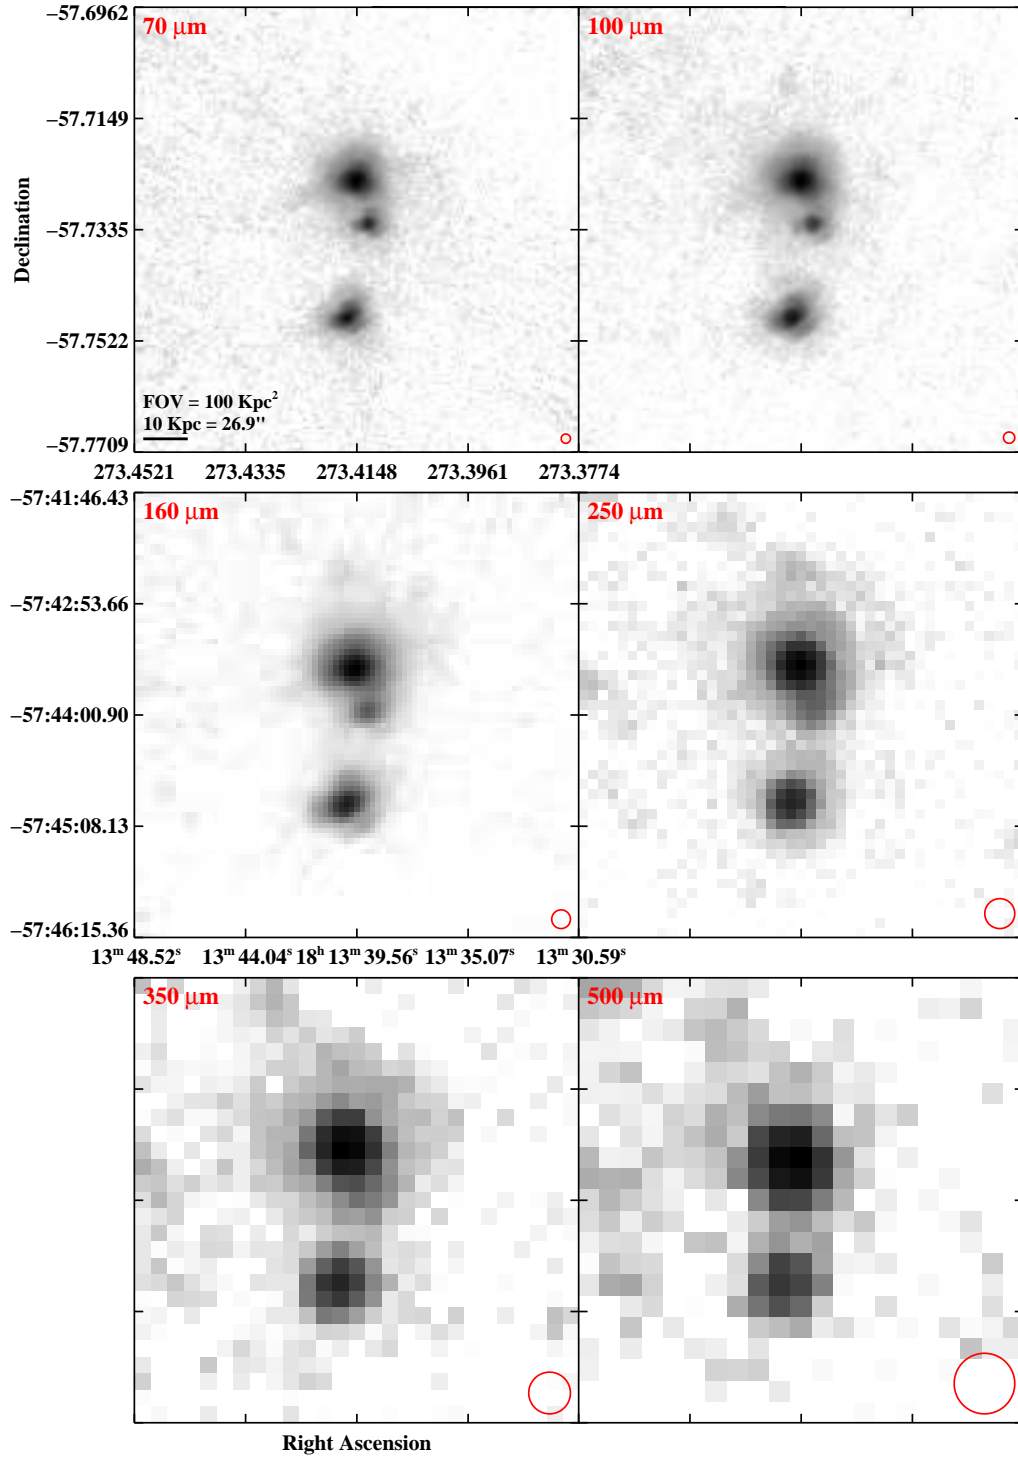 −57.6962
70 μm
100 μm
−57.7149
Declination
−57.7335
−57.7522
FOV = 100 Kpc²
10 Kpc = 26.9"
−57.7709
273.4521 273.4335 273.4148 273.3961 273.3774
−57:41:46.43
160 μm
250 μm
−57:42:53.66
−57:44:00.90
−57:45:08.13
−57:46:15.36
13ᵐ 48.52ˢ 13ᵐ 44.04ˢ 18ʰ 13ᵐ 39.56ˢ 13ᵐ 35.07ˢ 13ᵐ 30.59ˢ
350 μm
500 μm
Right Ascension